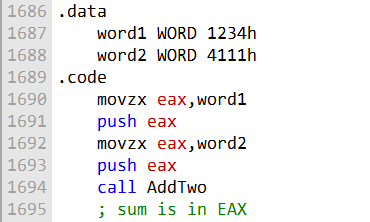 1686 .data
1687     word1 WORD 1234h
1688     word2 WORD 4111h
1689 .code
1690     movzx eax,word1
1691     push eax
1692     movzx eax,word2
1693     push eax
1694     call AddTwo
1695     ; sum is in EAX